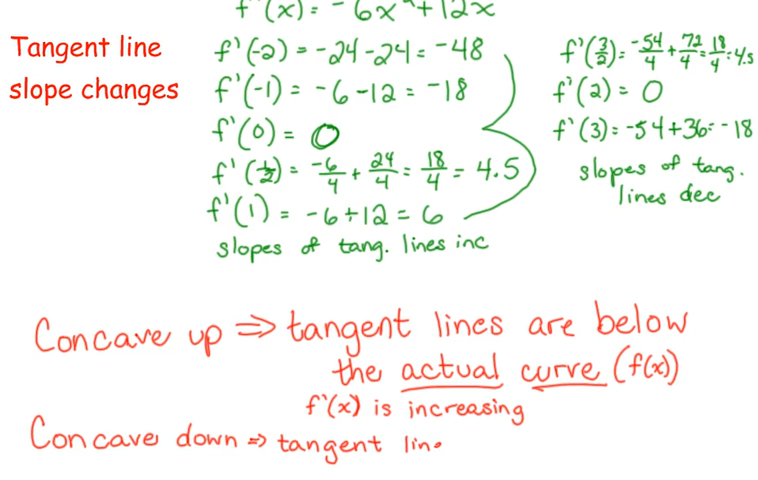 f'(x) = -6x² + 12x
Tangent line
slope changes
f'(-2) = -24 - 24 = -48
f'(-1) = -6 - 12 = -18
f'(0) = 0
f'(1/2) = -6/4 + 24/4 = 18/4 = 4.5
f'(1) = -6 + 12 = 6
slopes of tang. lines inc
f'(3/2) = -54/4 + 72/4 = 18/4 = 4.5
f'(2) = 0
f'(3) = -54 + 36 = -18
slopes of tang.
lines dec
Concave up ⇒ tangent lines are below
the actual curve (f(x))
f'(x) is increasing
Concave down ⇒ tangent lin